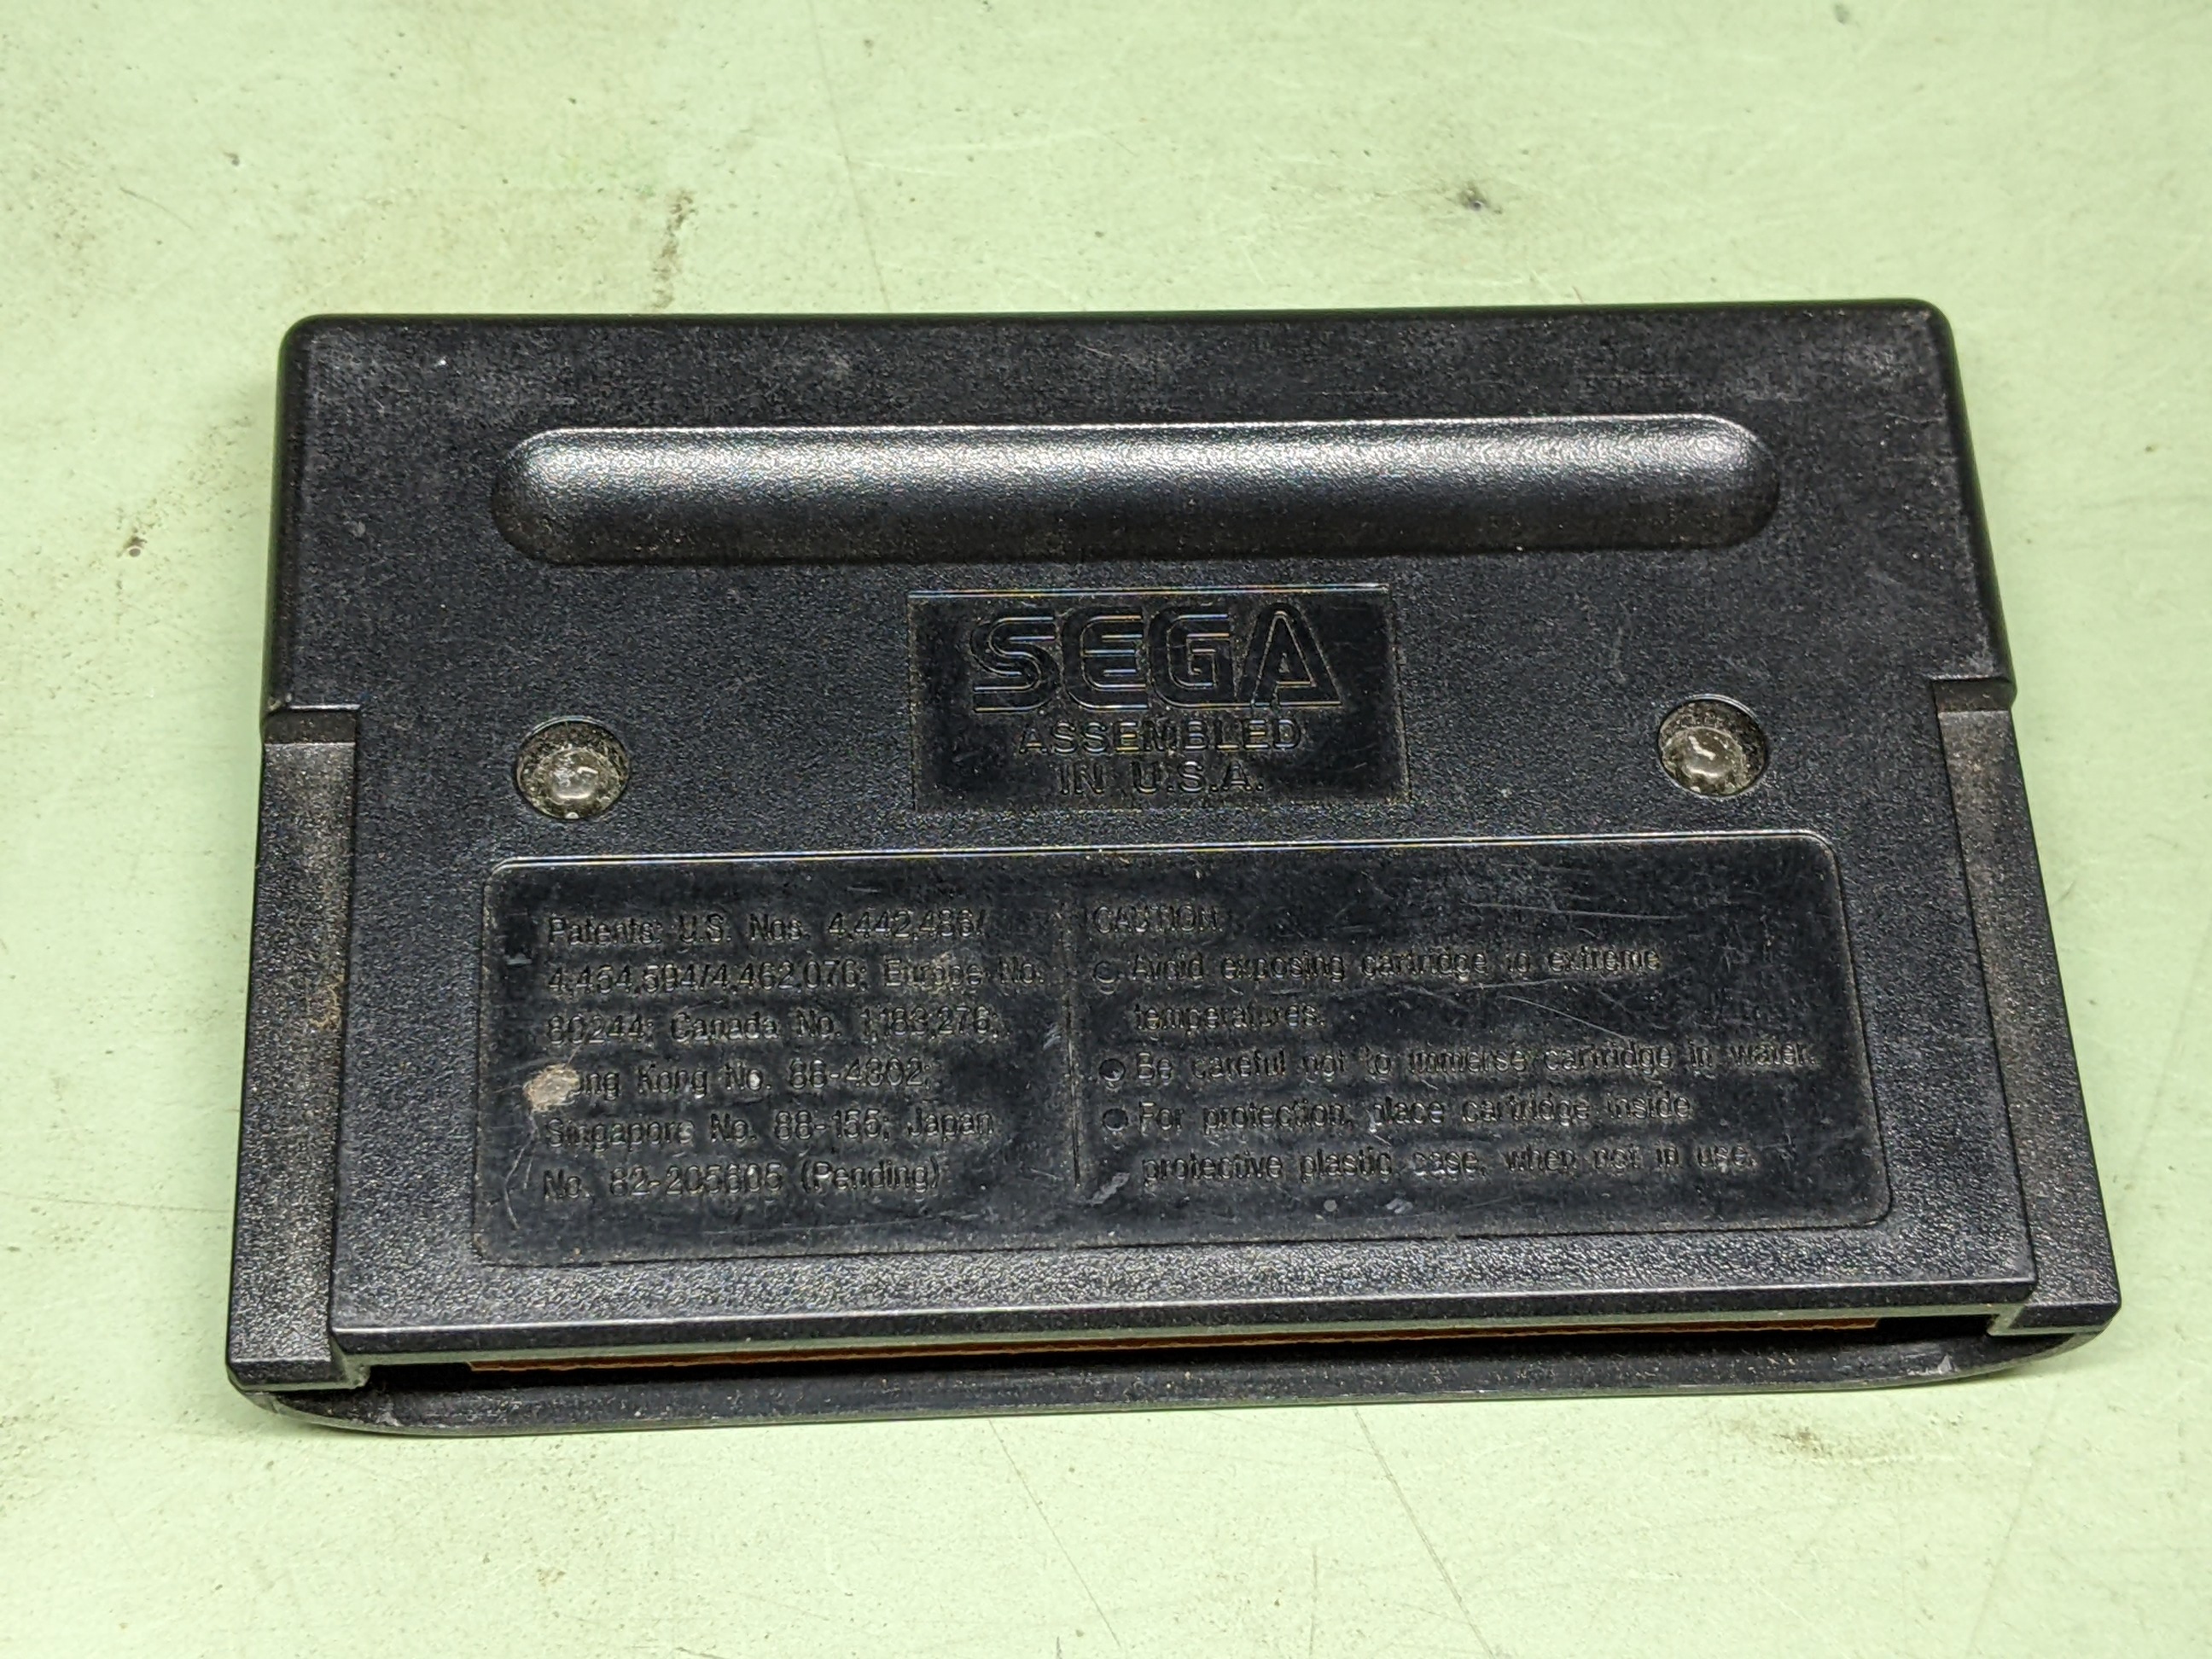 SEGA
ASSEMBLED
IN U.S.A.
Patents: U.S. Nos. 4,442,486/
4,454,594/4,462,076; Europe No.
80244; Canada No. 1,183,276;
Hong Kong No. 88-4302;
Singapore No. 88-155; Japan
No. 82-205605 (Pending)
CAUTION
Avoid exposing cartridge to extreme
temperatures.
Be careful not to immerse cartridge in water.
For protection, place cartridge inside
protective plastic case, when not in use.